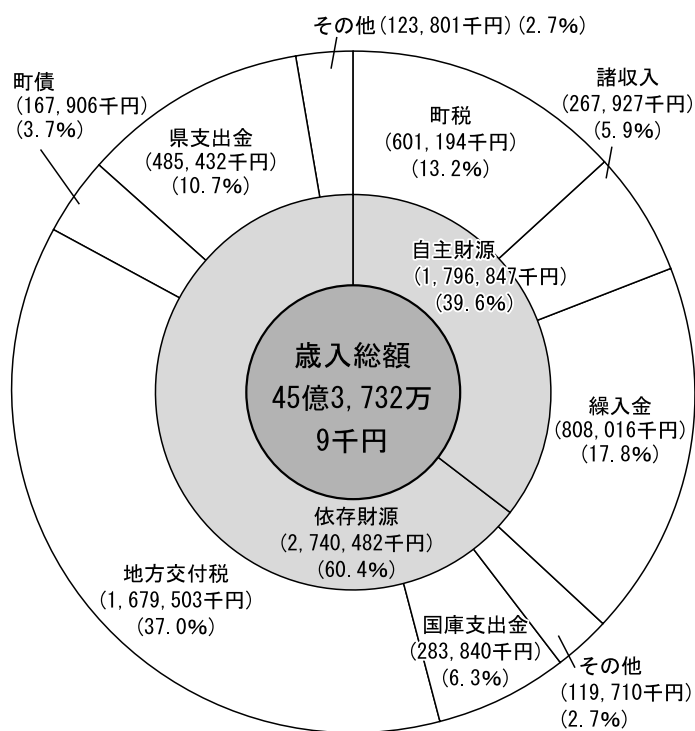 その他(123,801千円)(2.7%)
町税
(601,194千円)
(13.2%)
諸収入
(267,927千円)
(5.9%)
繰入金
(808,016千円)
(17.8%)
その他
(119,710千円)
(2.7%)
国庫支出金
(283,840千円)
(6.3%)
地方交付税
(1,679,503千円)
(37.0%)
町債
(167,906千円)
(3.7%)
県支出金
(485,432千円)
(10.7%)
自主財源
(1,796,847千円)
(39.6%)
歳入総額
45億3,732万
9千円
依存財源
(2,740,482千円)
(60.4%)